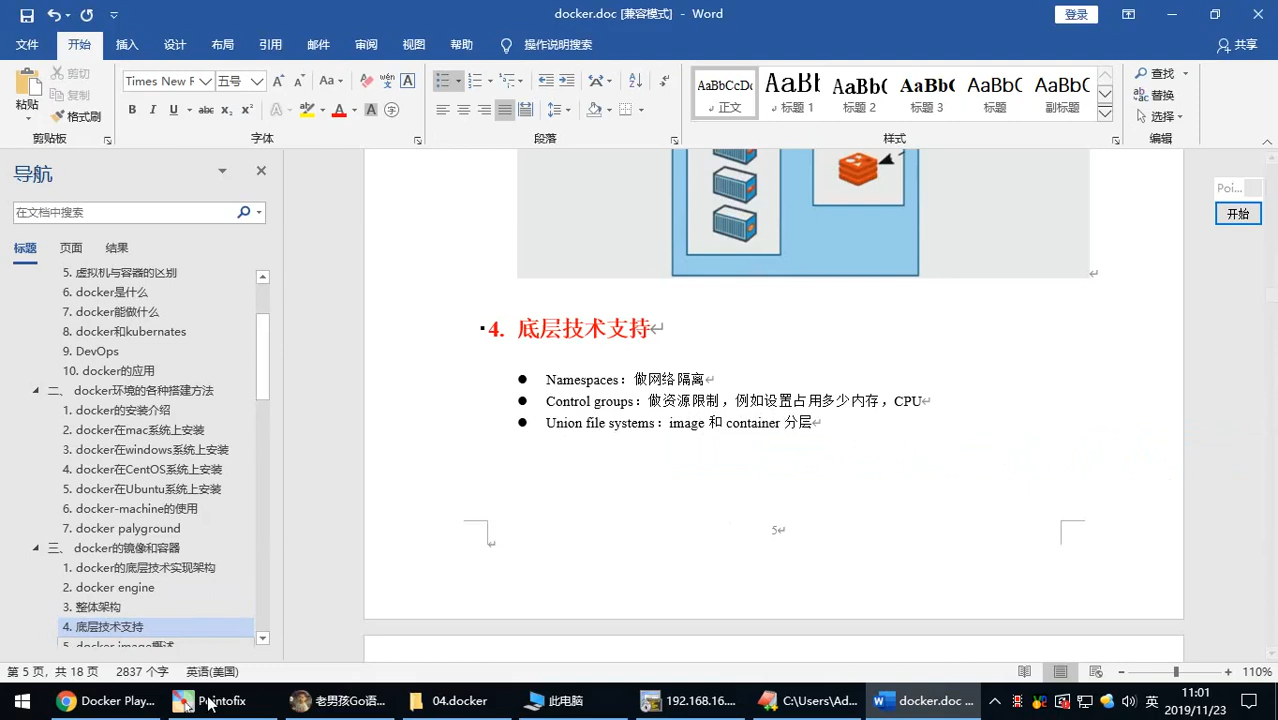 docker.doc [兼容模式] - Word
登录
文件 开始 插入 设计 布局 引用 邮件 审阅 视图 帮助 操作说明搜索 共享
粘贴
剪切
复制
格式刷
Times New R 五号
剪贴板 字体 段落 样式 编辑
AaBbCcDc 正文
AaBb 标题 1
AaBbC 标题 2
AaBbC 标题 3
AaBbC 标题
AaBbC 副标题
查找
替换
选择
导航
在文档中搜索
标题 页面 结果
5. 虚拟机与容器的区别
6. docker是什么
7. docker能做什么
8. docker和kubernates
9. DevOps
10. docker的应用
二、 docker环境的各种搭建方法
1. docker的安装介绍
2. docker在mac系统上安装
3. docker在windows系统上安装
4. docker在CentOS系统上安装
5. docker在Ubuntu系统上安装
6. docker-machine的使用
7. docker palyground
三、 docker的镜像和容器
1. docker的底层技术实现架构
2. docker engine
3. 整体架构
4. 底层技术支持
5. docker image概述
4. 底层技术支持
Namespaces：做网络隔离
Control groups：做资源限制，例如设置占用多少内存，CPU
Union file systems：image 和 container 分层
5
Poi...
开始
第 5 页，共 18 页 2837 个字 英语(美国) 110%
Docker Play... Pointofix 老男孩Go语... 04.docker 此电脑 192.168.16.... C:\Users\Ad... docker.doc ... 英
11:01
2019/11/23